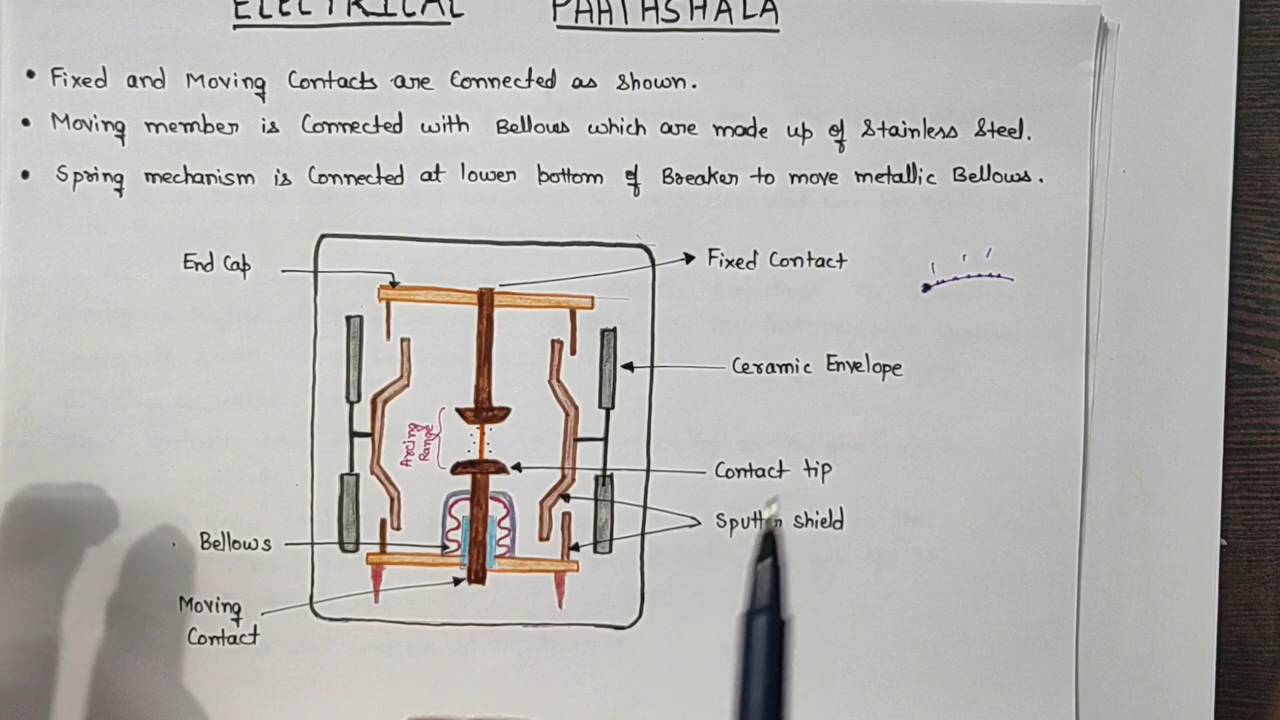 ELECTRICAL PAATHSHALA
• Fixed and Moving Contacts are Connected as Shown.
• Moving member is Connected with Bellows which are made up of Stainless Steel.
• Spring mechanism is Connected at lower bottom of Breaker to move metallic Bellows.
End Cap
Fixed Contact
Ceramic Envelope
Arcing
Range
Contact tip
Sputter shield
Bellows
Moving
Contact